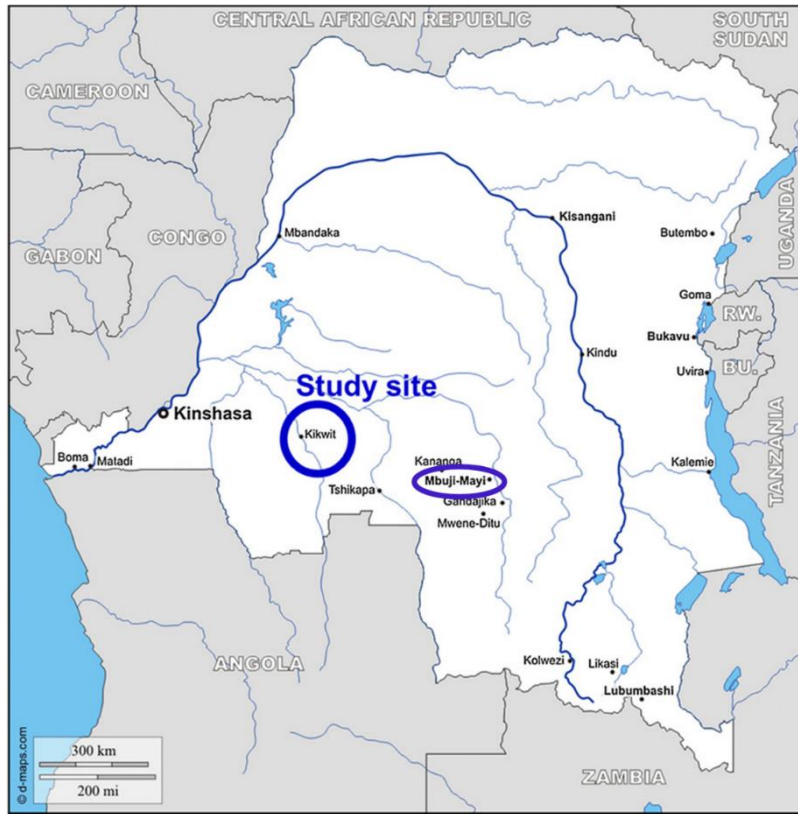 CENTRAL AFRICAN REPUBLIC
SOUTH
SUDAN
CAMEROON
CONGO
GABON
UGANDA
Mbandaka
Kisangani
Butembo
Goma
RW.
Bukavu
BU.
Uvira
Kindu
Study site
Kinshasa
Kikwit
Boma
Matadi
Kananga
Mbuji-Mayi
Tshikapa
Gandajika
Mwene-Ditu
Kalemie
TANZANIA
ANGOLA
Kolwezi
Likasi
Lubumbashi
ZAMBIA
300 km
200 mi
© d-maps.com